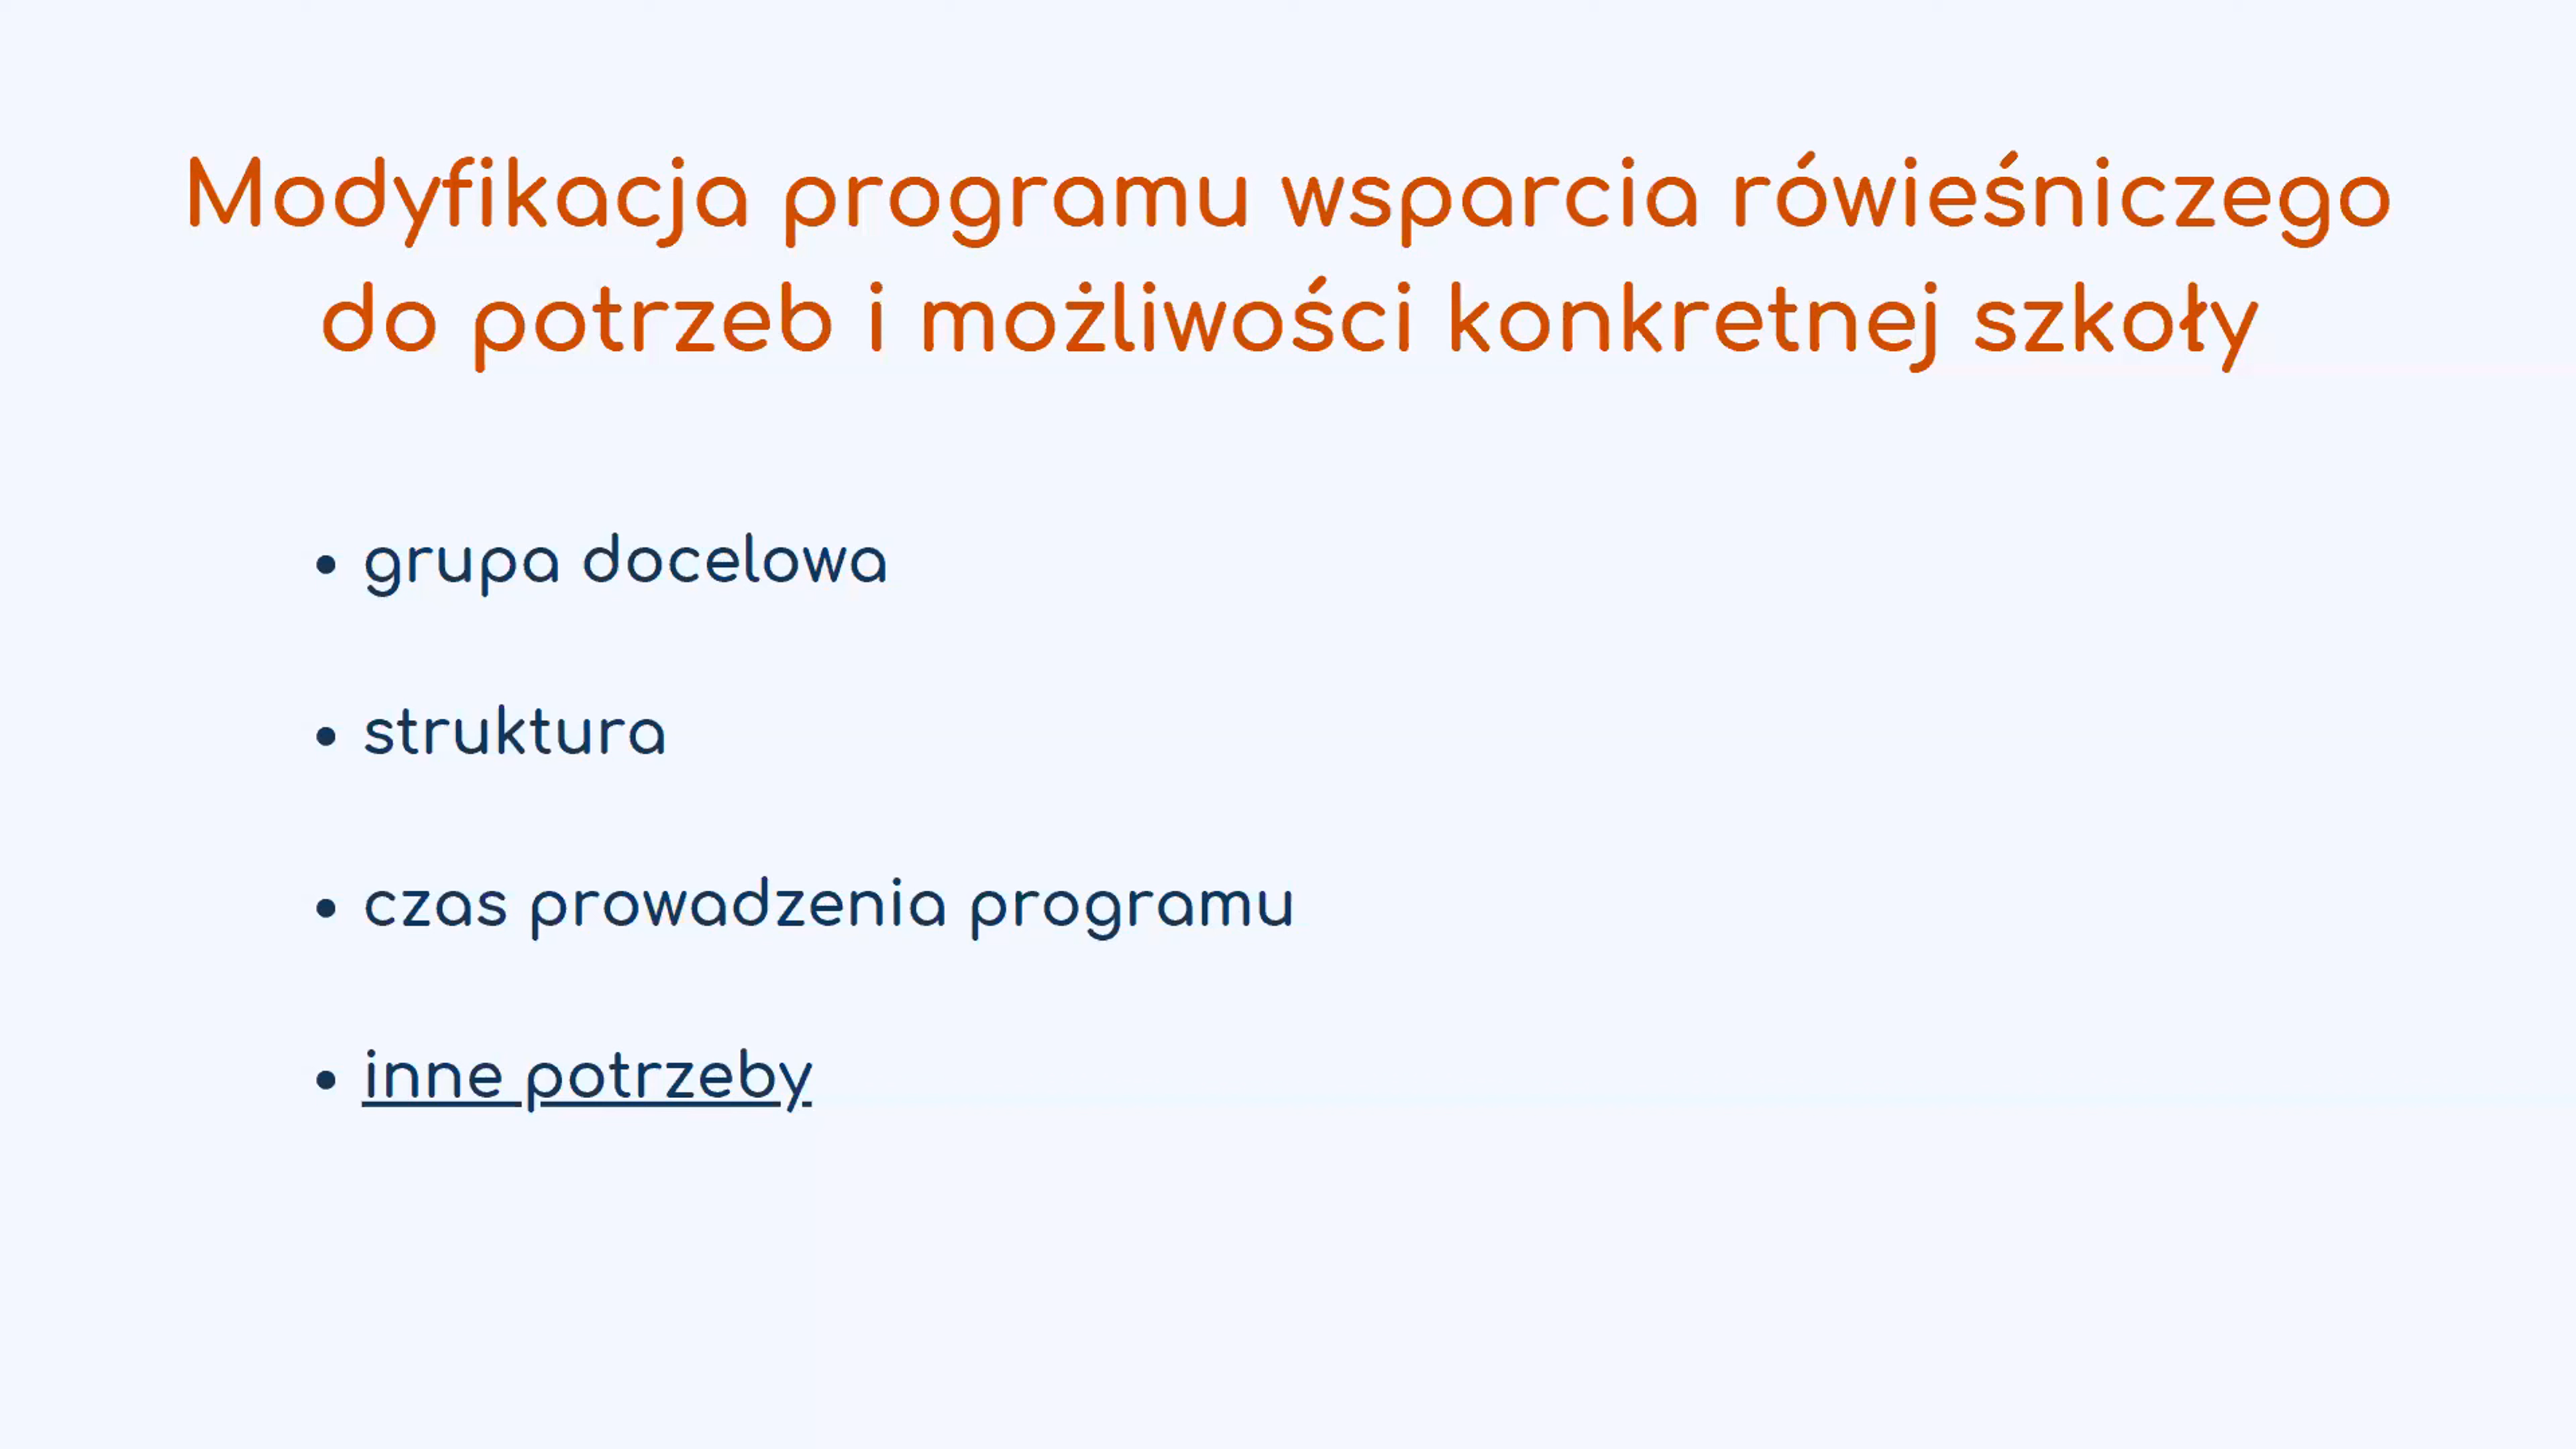 Modyfikacja programu wsparcia rówieśniczego
do potrzeb i możliwości konkretnej szkoły
• grupa docelowa
• struktura
• czas prowadzenia programu
• inne potrzeby